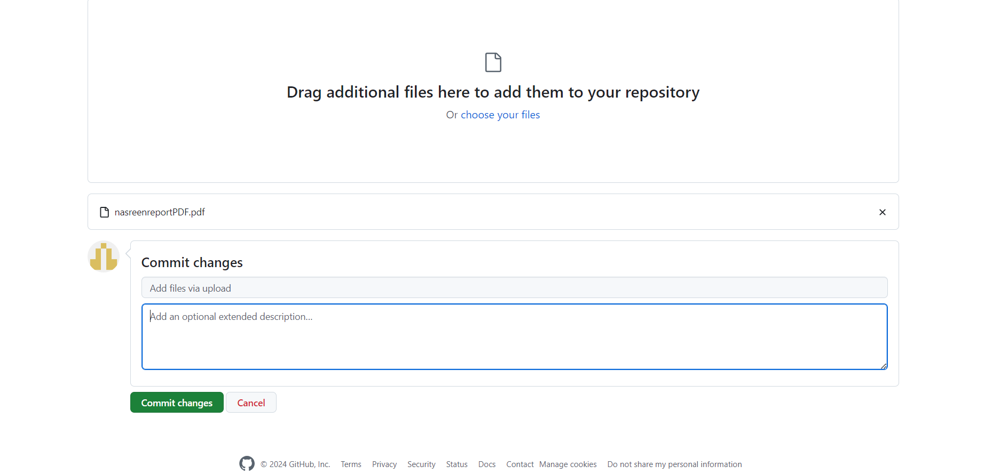 Drag additional files here to add them to your repository
Or choose your files
nasreenreportPDF.pdf
Commit changes
Add files via upload
Add an optional extended description...
Commit changes Cancel
© 2024 GitHub, Inc. Terms Privacy Security Status Docs Contact Manage cookies Do not share my personal information